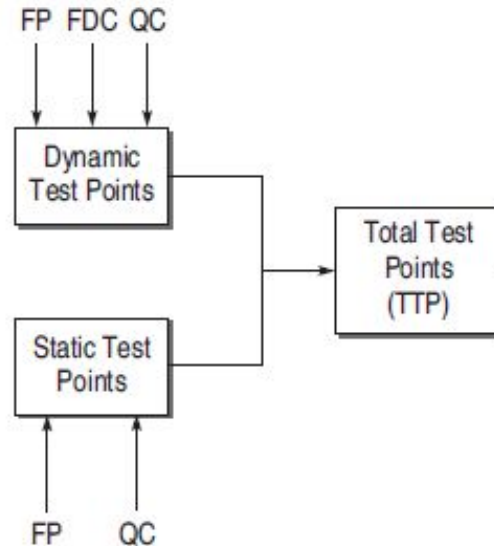 FP FDC QC
Dynamic
Test Points
Total Test
Points
(TTP)
Static Test
Points
FP QC